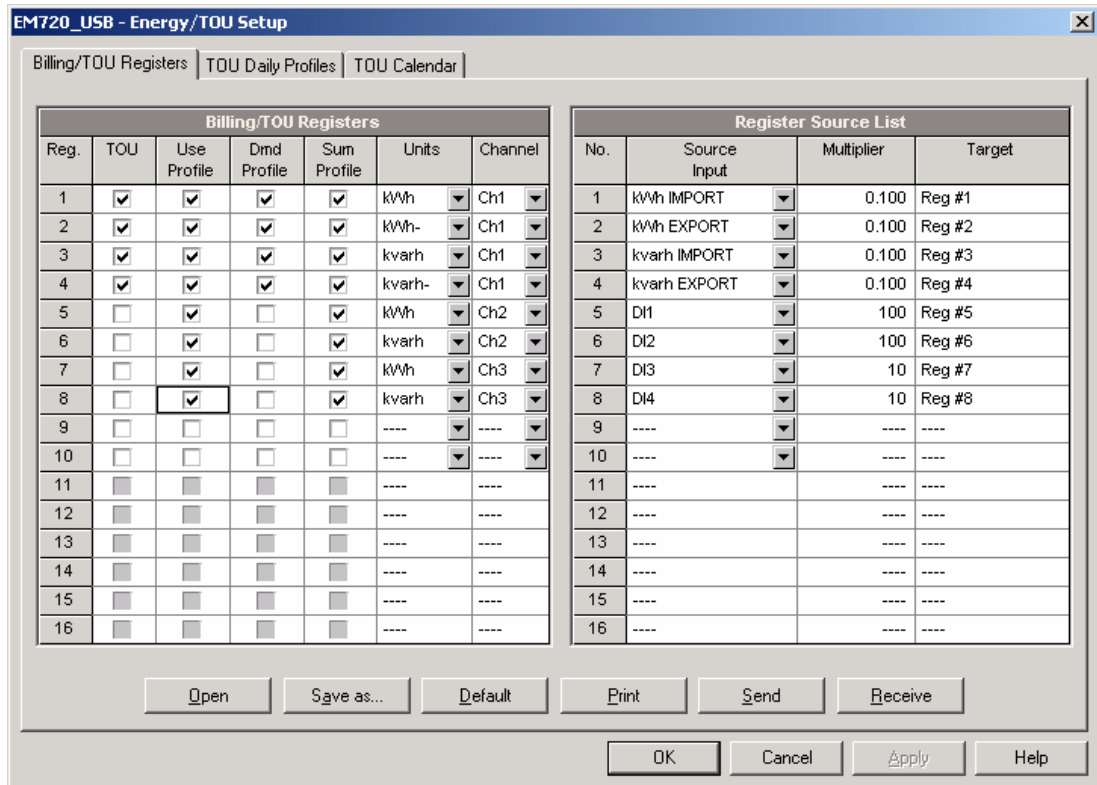 EM720_USB - Energy/TOU Setup
Billing/TOU Registers TOU Daily Profiles TOU Calendar
Billing/TOU Registers Register Source List
Reg. TOU Use Profile Dmd Profile Sum Profile Units Channel No. Source Input Multiplier Target
1 kWh Ch1 1 kWh IMPORT 0.100 Reg #1
2 kWh- Ch1 2 kWh EXPORT 0.100 Reg #2
3 kvarh Ch1 3 kvarh IMPORT 0.100 Reg #3
4 kvarh- Ch1 4 kvarh EXPORT 0.100 Reg #4
5 kWh Ch2 5 DI1 100 Reg #5
6 kvarh Ch2 6 DI2 100 Reg #6
7 kWh Ch3 7 DI3 10 Reg #7
8 kvarh Ch3 8 DI4 10 Reg #8
9 ---- ---- 9 ---- ---- ----
10 ---- ---- 10 ---- ---- ----
11 ---- ---- 11 ---- ---- ----
12 ---- ---- 12 ---- ---- ----
13 ---- ---- 13 ---- ---- ----
14 ---- ---- 14 ---- ---- ----
15 ---- ---- 15 ---- ---- ----
16 ---- ---- 16 ---- ---- ----
Open Save as... Default Print Send Receive
OK Cancel Apply Help